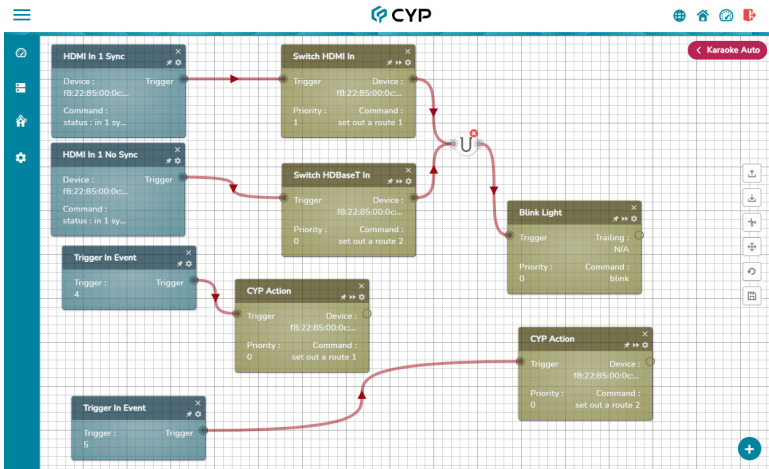 CYP
Karaoke Auto
HDMI In 1 Sync
Device : Trigger
f8:22:85:00:0c:...
Command :
status : in 1 sy...
Switch HDMI In
Trigger Device :
f8:22:85:00:0c:...
Priority : Command :
1 set out a route 1
HDMI In 1 No Sync
Device : Trigger
f8:22:85:00:0c:...
Command :
status : in 1 sy...
Switch HDBaseT In
Trigger Device :
f8:22:85:00:0c:...
Priority : Command :
0 set out a route 2
U
Blink Light
Trigger Trailing :
N/A
Priority : Command :
0 blink
Trigger In Event
Trigger : Trigger
4
CYP Action
Trigger Device :
f8:22:85:00:0c:...
Priority : Command :
0 set out a route 1
CYP Action
Trigger Device :
f8:22:85:00:0c:...
Priority : Command :
0 set out a route 2
Trigger In Event
Trigger : Trigger
5